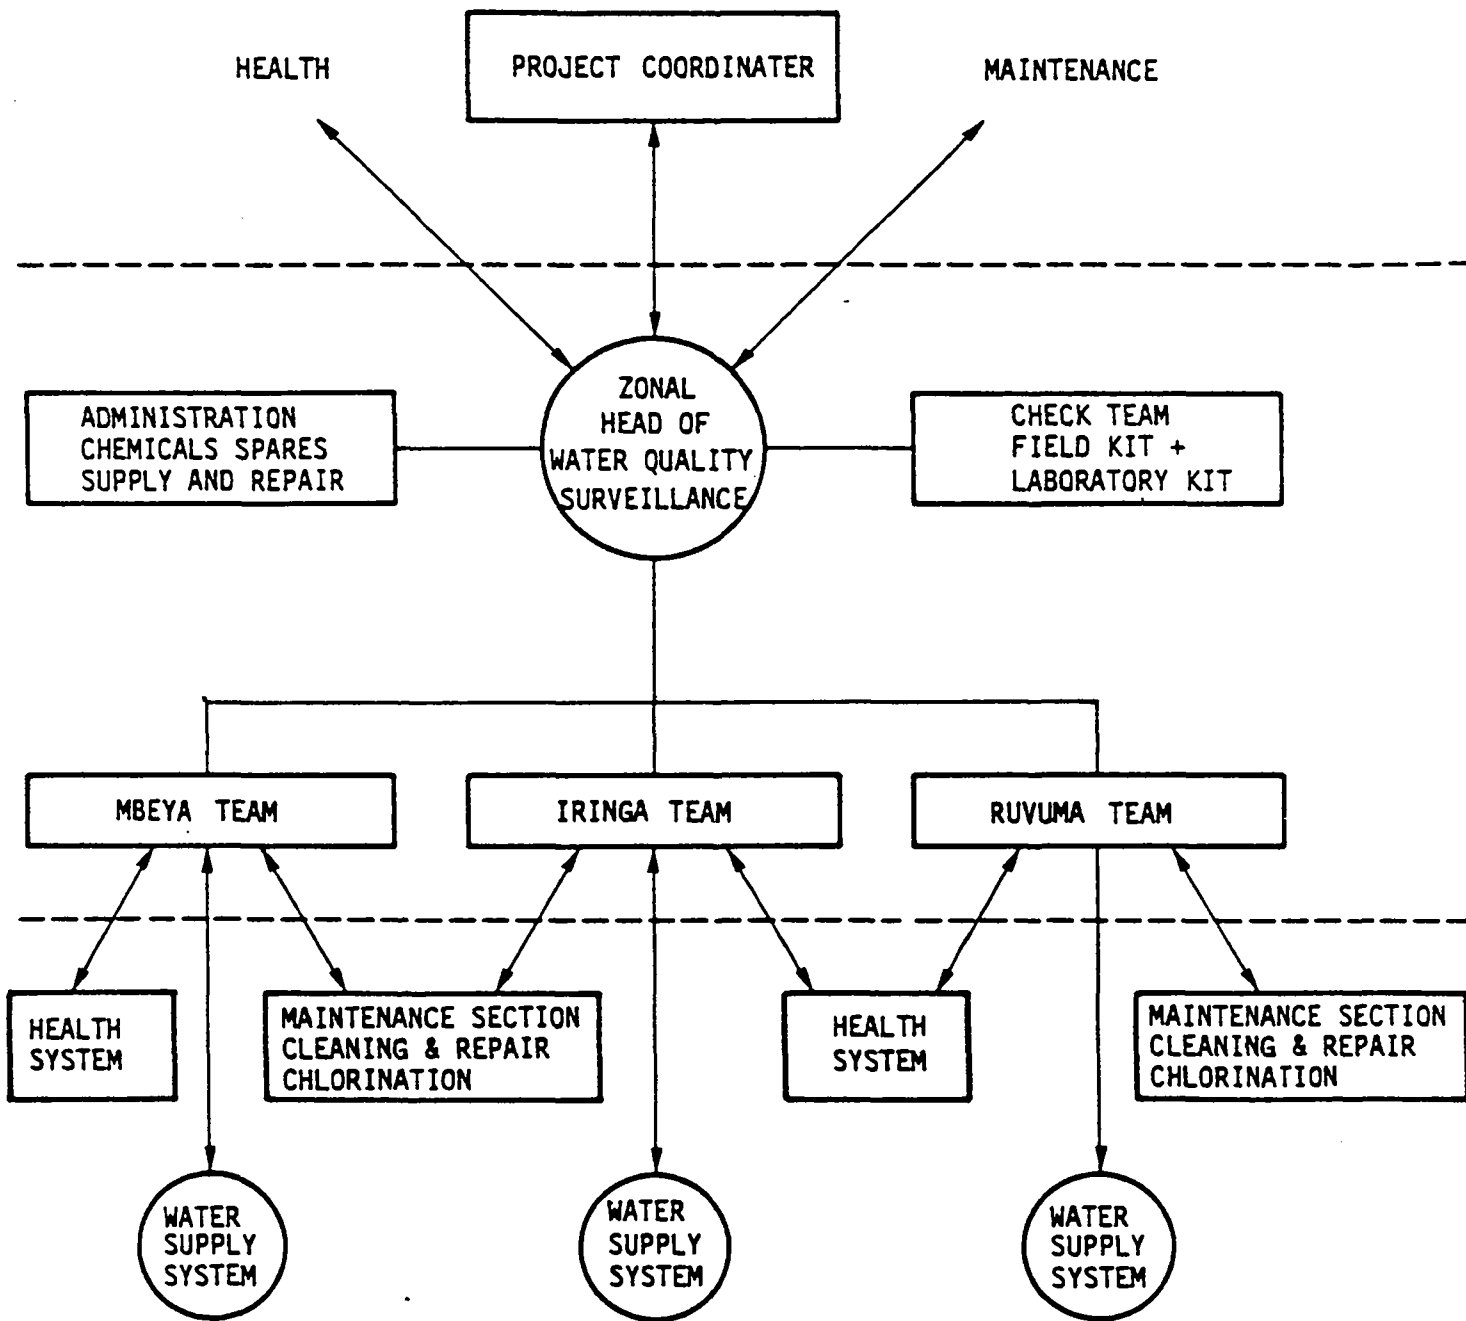 HEALTH
PROJECT COORDINATER
MAINTENANCE
ADMINISTRATION
CHEMICALS SPARES
SUPPLY AND REPAIR
ZONAL
HEAD OF
WATER QUALITY
SURVEILLANCE
CHECK TEAM
FIELD KIT +
LABORATORY KIT
MBEYA TEAM
IRINGA TEAM
RUVUMA TEAM
HEALTH
SYSTEM
MAINTENANCE SECTION
CLEANING & REPAIR
CHLORINATION
HEALTH
SYSTEM
MAINTENANCE SECTION
CLEANING & REPAIR
CHLORINATION
WATER
SUPPLY
SYSTEM
WATER
SUPPLY
SYSTEM
WATER
SUPPLY
SYSTEM